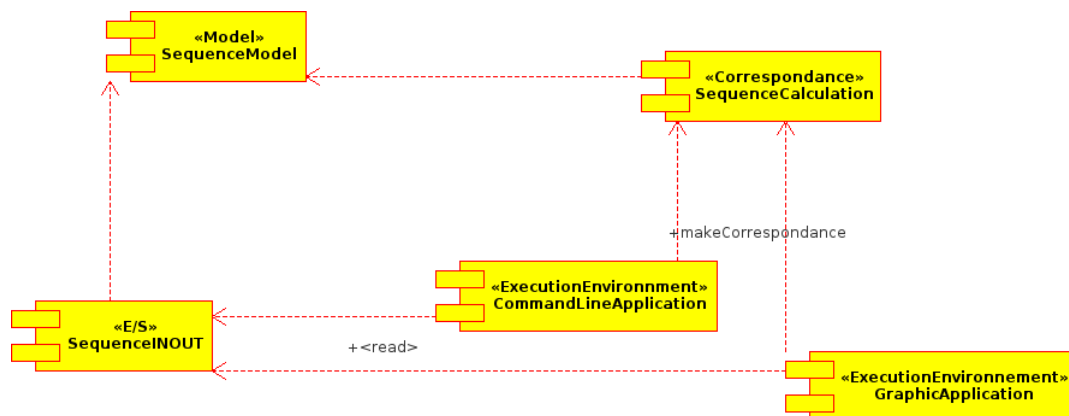 «Model»
SequenceModel
«Correspondance»
SequenceCalculation
+makeCorrespondance
«ExecutionEnvironnment»
CommandLineApplication
«E/S»
SequenceINOUT
+<read>
«ExecutionEnvironnement»
GraphicApplication